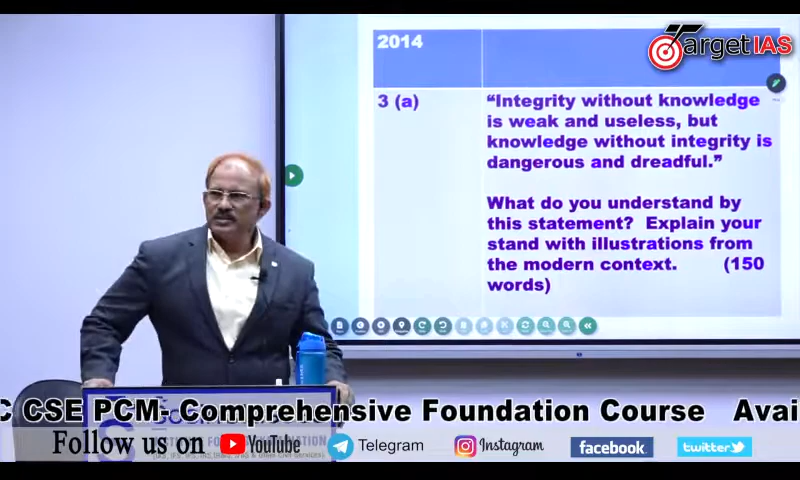 TargetIAS
2014
3 (a)
“Integrity without knowledge
is weak and useless, but
knowledge without integrity is
dangerous and dreadful.”
What do you understand by
this statement? Explain your
stand with illustrations from
the modern context. (150
words)
C CSE PCM- Comprehensive Foundation Course Avai
Follow us on YouTube Telegram Instagram facebook twitter